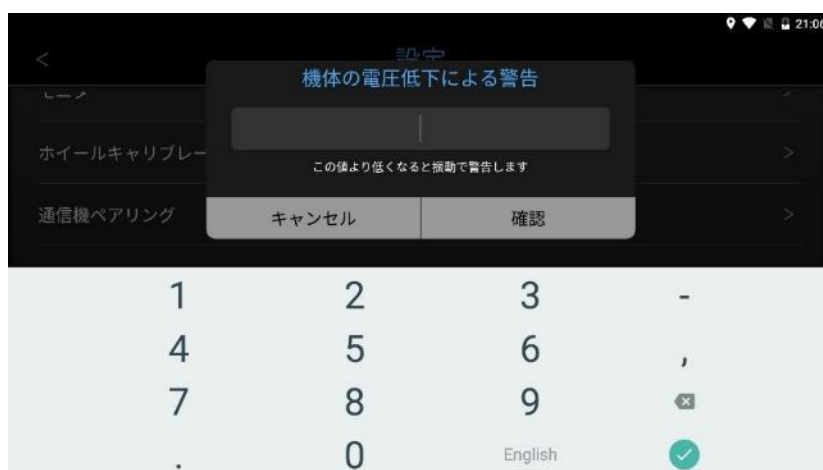 21:06
<
設定
機体の電圧低下による警告
>
ホイールキャリブレー
>
この値より低くなると振動で警告します
通信機ペアリング
>
キャンセル
確認
1 2 3 -
4 5 6 ,
7 8 9
. 0 English